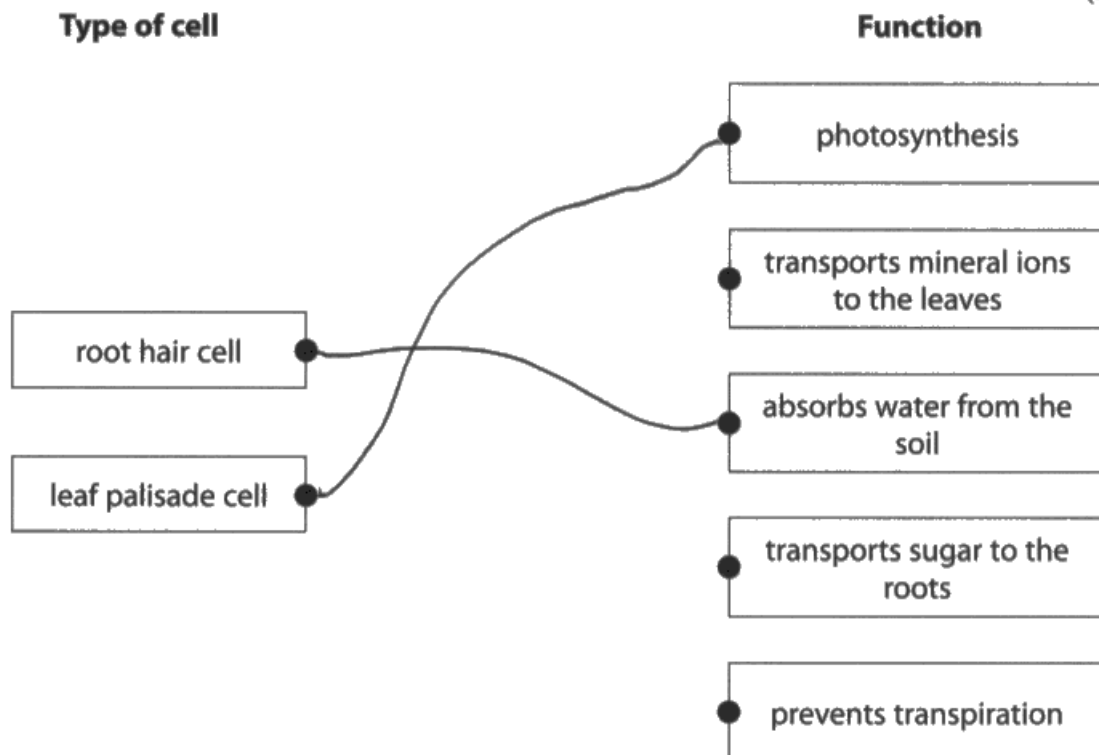 Type of cell
Function
photosynthesis
transports mineral ions
to the leaves
root hair cell
absorbs water from the
soil
leaf palisade cell
transports sugar to the
roots
prevents transpiration